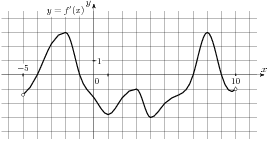 y = f'(x) y
1
−5 0 10 x